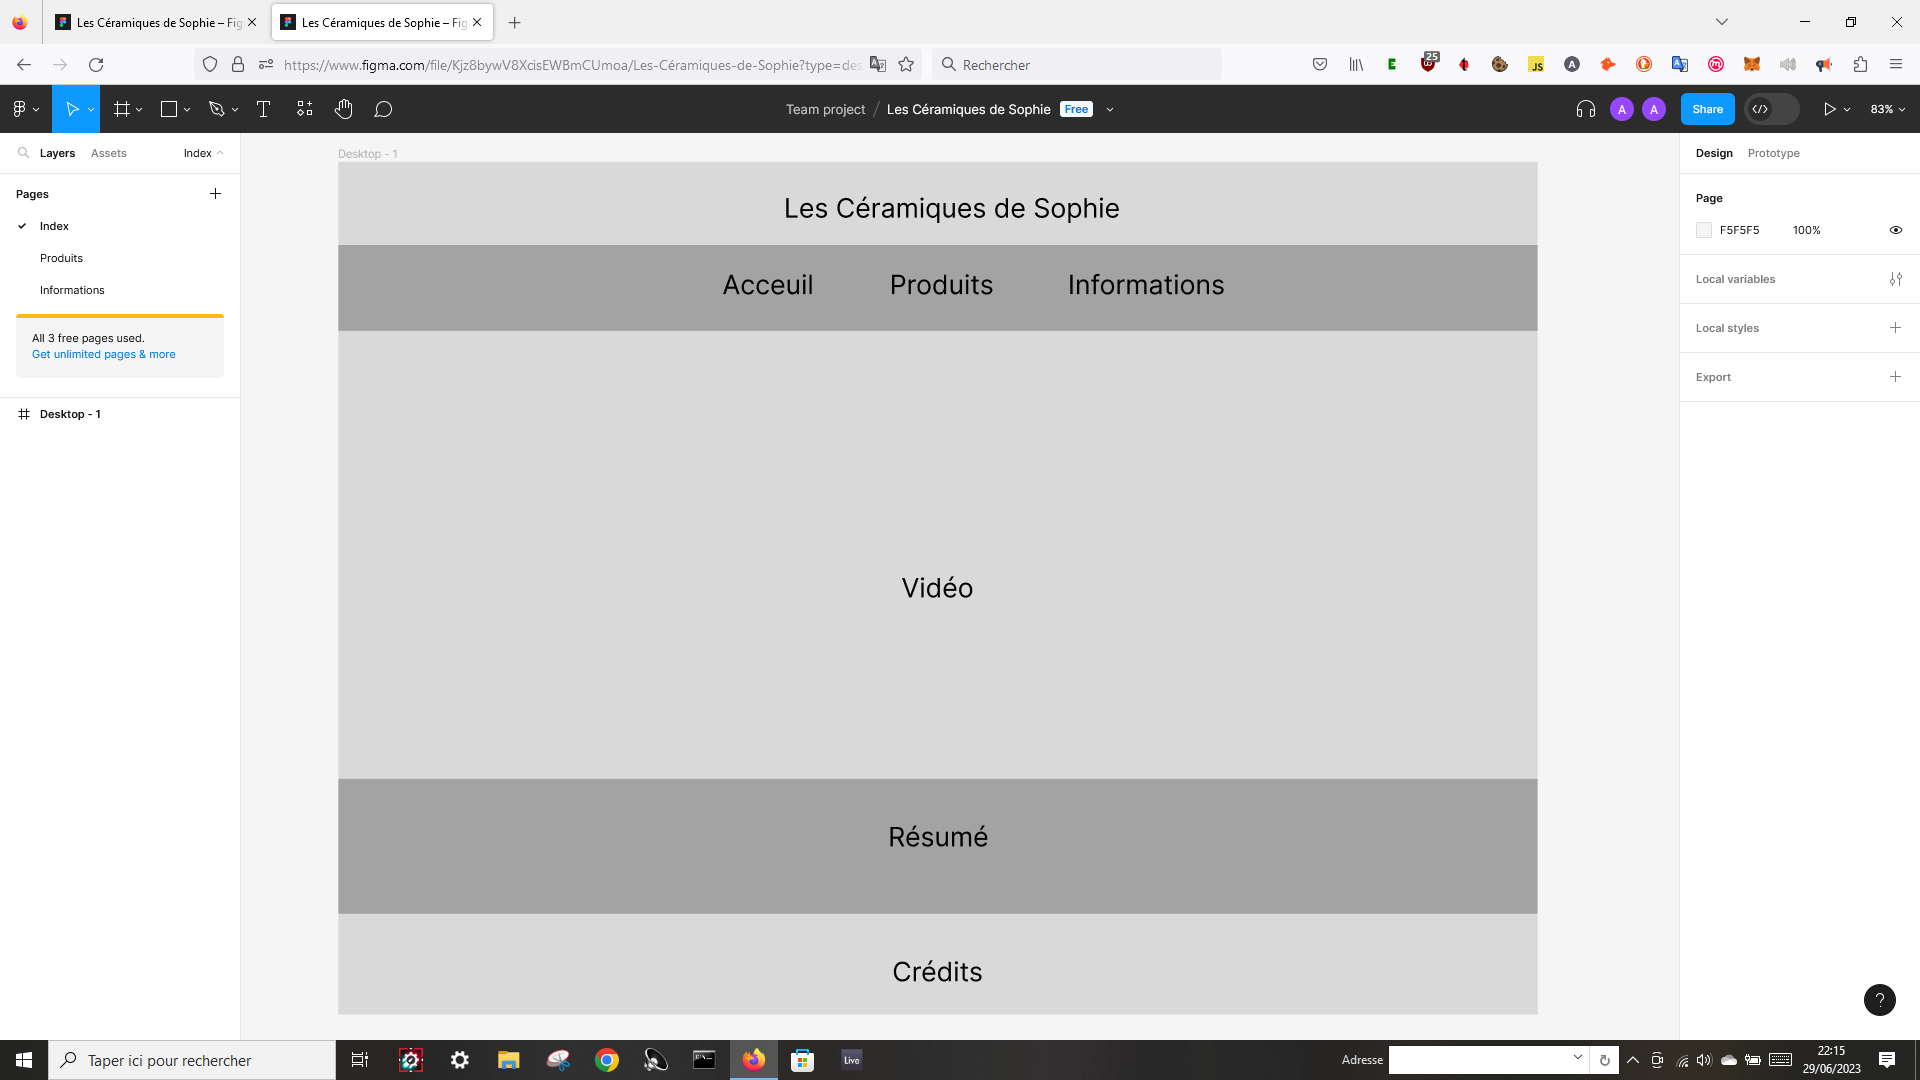 Les Céramiques de Sophie – Fig
Les Céramiques de Sophie – Fig
https://www.figma.com/file/Kjz8bywV8XcisEWBmCUmoa/Les-Céramiques-de-Sophie?type=des
Rechercher
25
Team project / Les Céramiques de Sophie Free
A A Share 83%
Layers Assets Index
Design Prototype
Pages
Index
Produits
Informations
All 3 free pages used.
Get unlimited pages & more
Desktop - 1
Desktop - 1
Les Céramiques de Sophie
Acceuil Produits Informations
Vidéo
Résumé
Crédits
Page
F5F5F5 100%
Local variables
Local styles
Export
?
Taper ici pour rechercher
Live
Adresse
22:15
29/06/2023